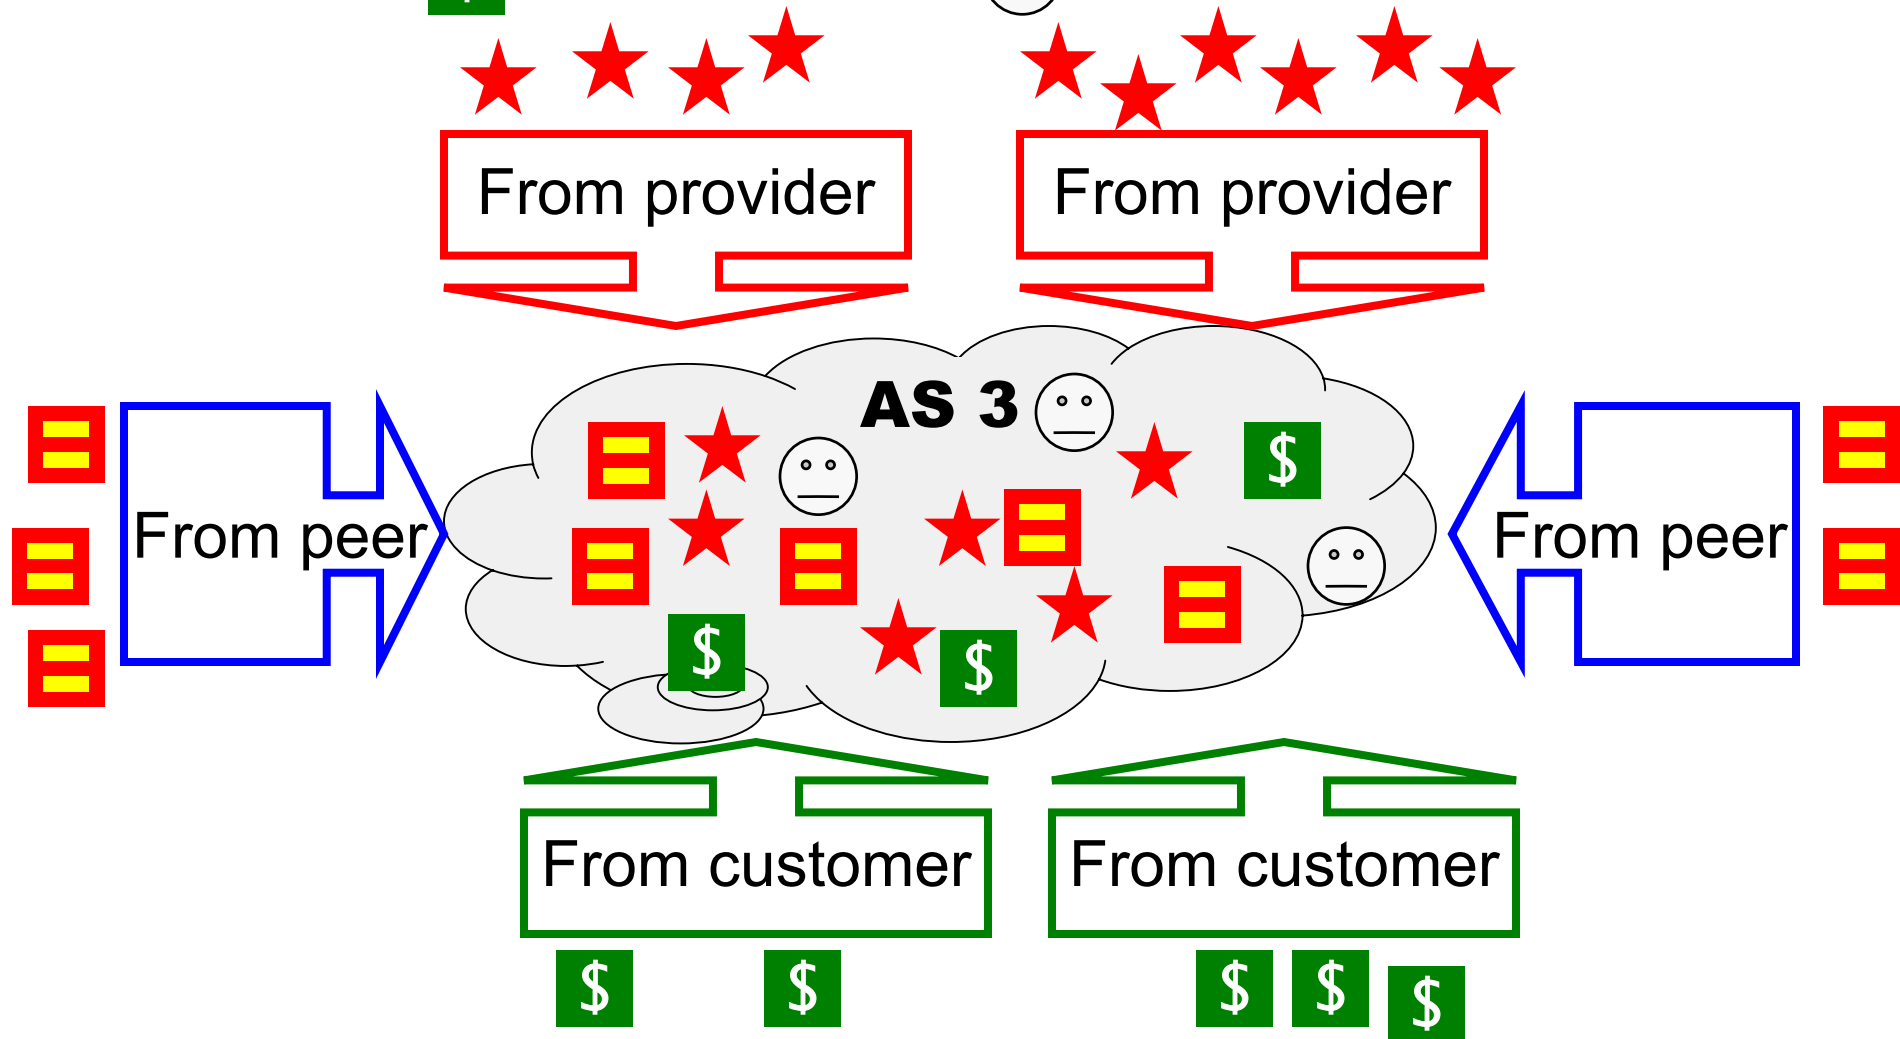 From provider
From provider
AS 3
$
From peer
From peer
$
$
From customer
From customer
$
$
$
$
$